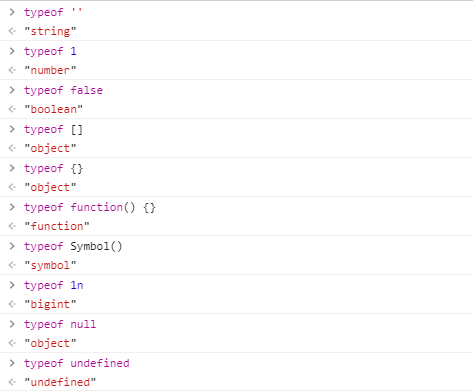 > typeof ''
<· "string"
> typeof 1
<· "number"
> typeof false
<· "boolean"
> typeof []
<· "object"
> typeof {}
<· "object"
> typeof function() {}
<· "function"
> typeof Symbol()
<· "symbol"
> typeof 1n
<· "bigint"
> typeof null
<· "object"
> typeof undefined
<· "undefined"